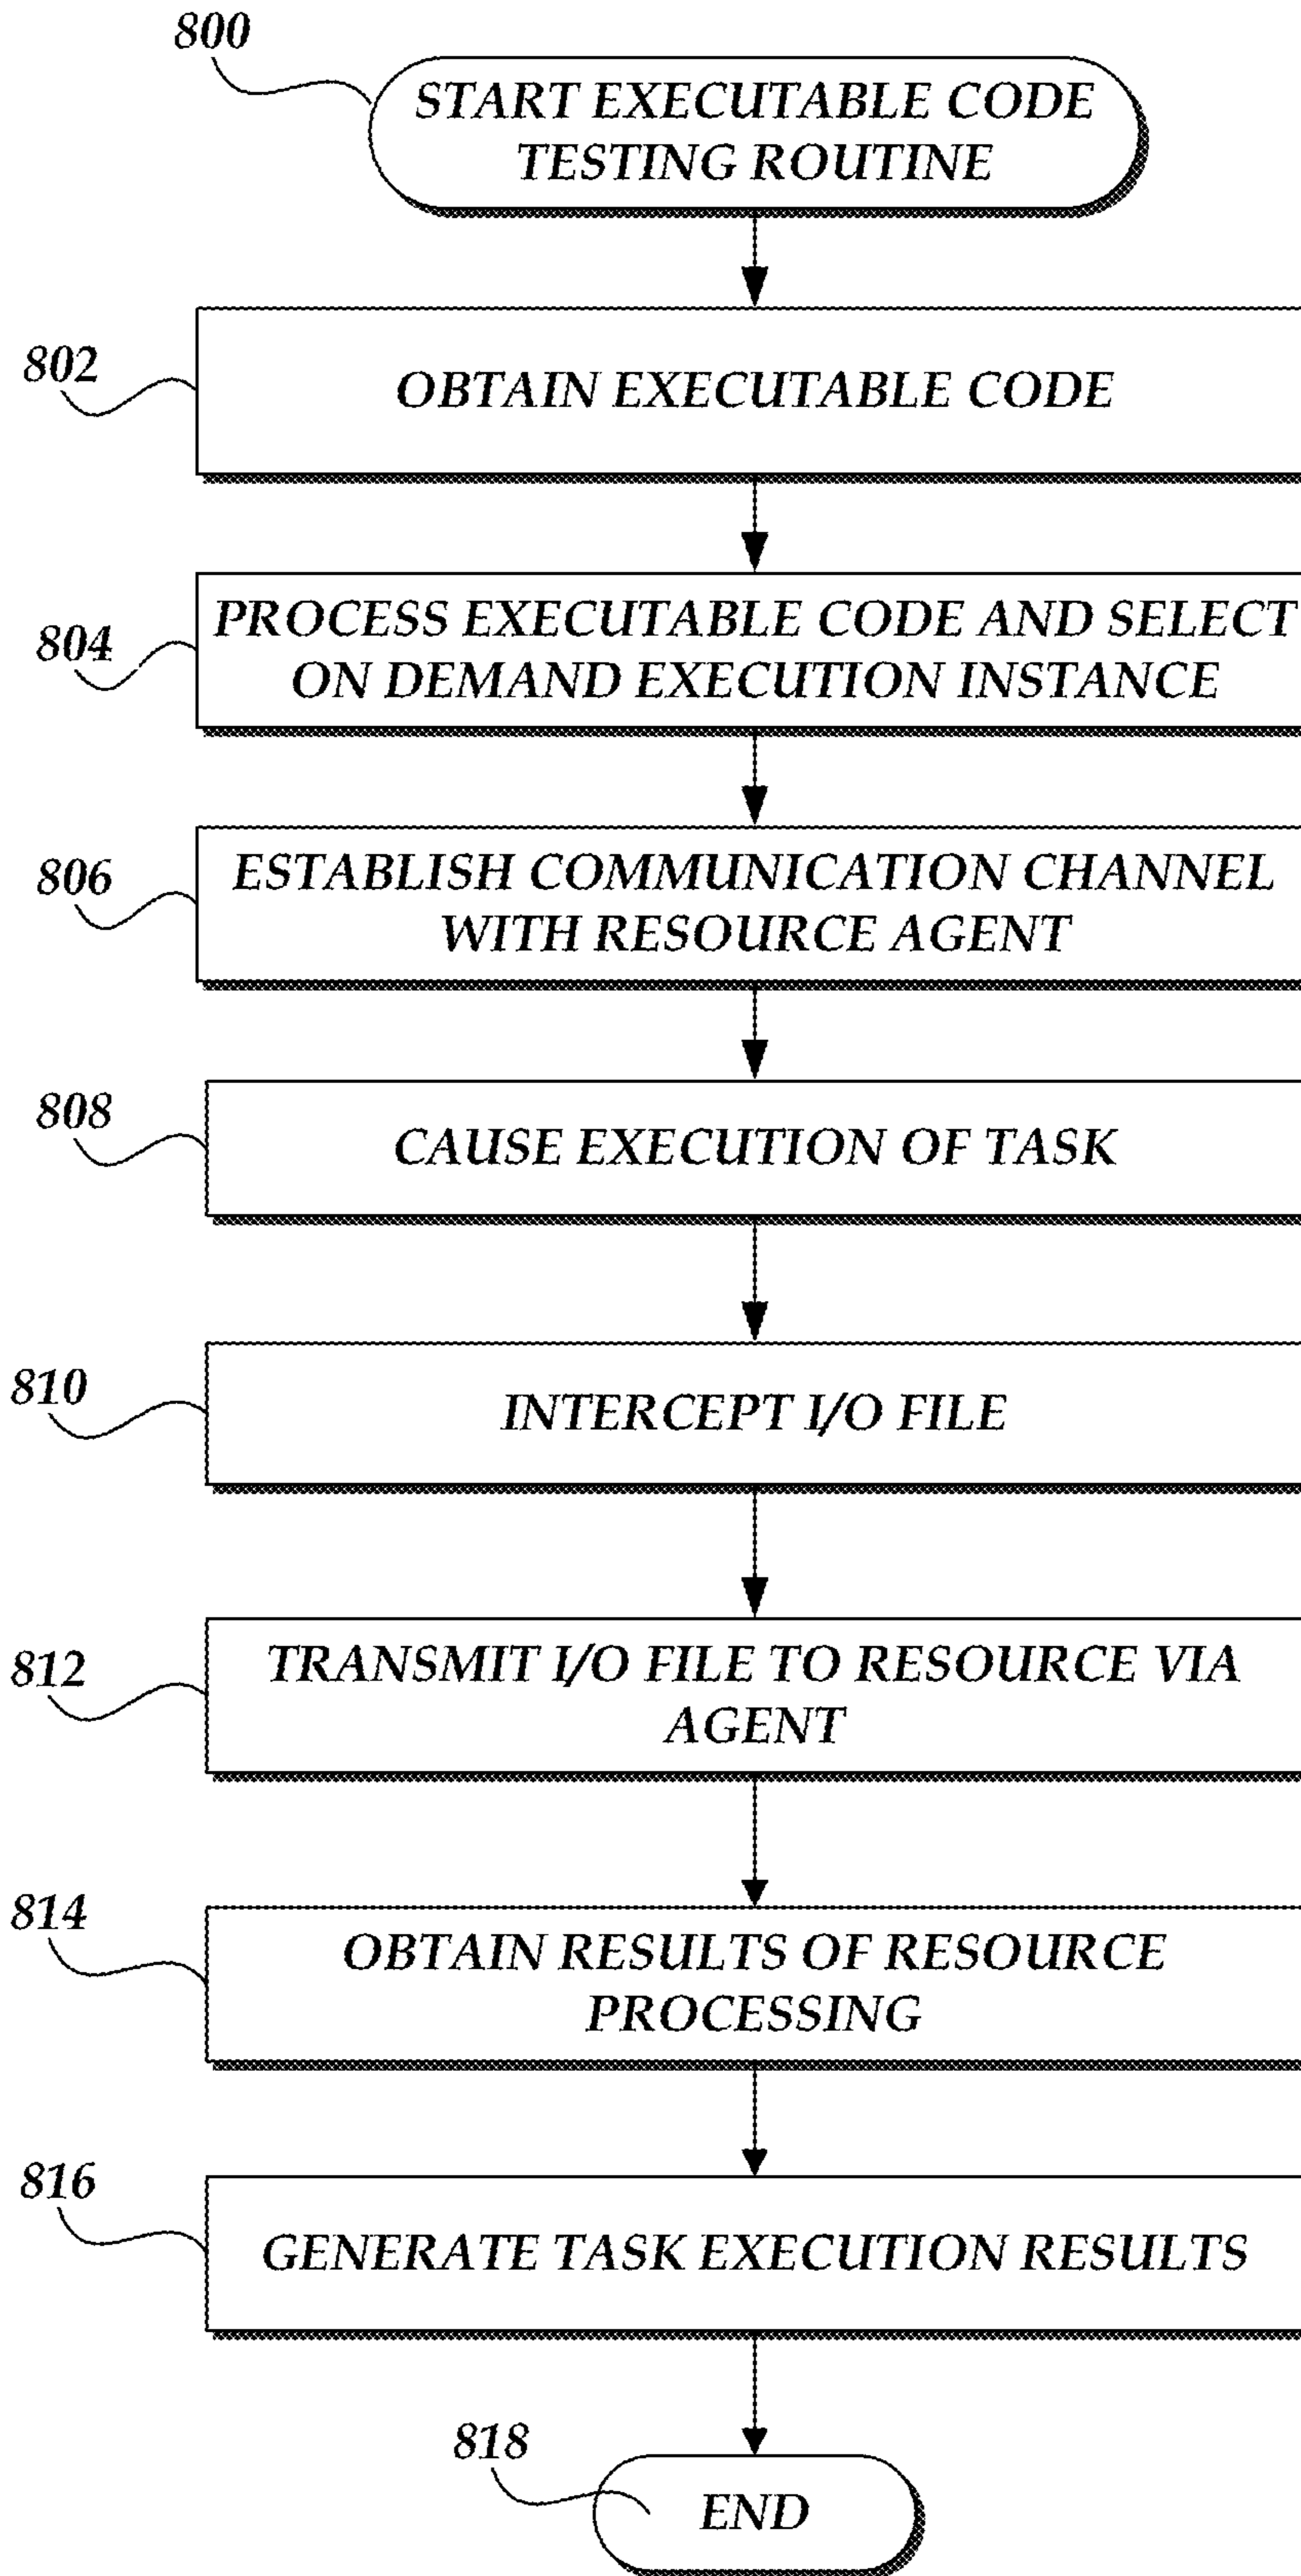 800
START EXECUTABLE CODE
TESTING ROUTINE
802
OBTAIN EXECUTABLE CODE
804
PROCESS EXECUTABLE CODE AND SELECT
ON DEMAND EXECUTION INSTANCE
806
ESTABLISH COMMUNICATION CHANNEL
WITH RESOURCE AGENT
808
CAUSE EXECUTION OF TASK
810
INTERCEPT I/O FILE
812
TRANSMIT I/O FILE TO RESOURCE VIA
AGENT
814
OBTAIN RESULTS OF RESOURCE
PROCESSING
816
GENERATE TASK EXECUTION RESULTS
818
END